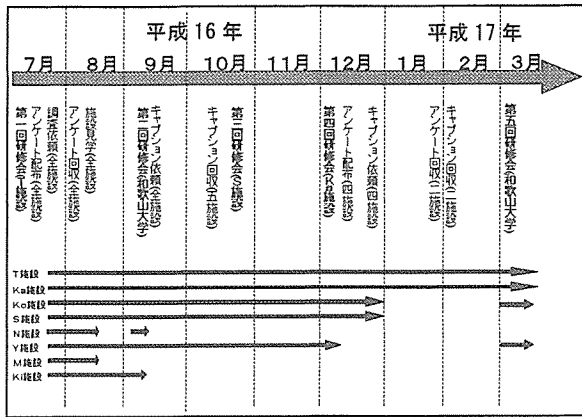 平成 16 年
平成 17 年
7月
8月
9月
10月
11月
12月
1月
2月
3月
第一回研修会(T施設)
アンケート配布(全施設)
調査依頼(全施設)
アンケート回収(全施設)
施設見学(全施設)
第二回研修会(和歌山大学)
キャプション依頼(全施設)
キャプション回収(五施設)
第三回研修会(S施設)
第四回研修会(Ka施設)
アンケート配布(四施設)
キャプション依頼(四施設)
アンケート回収(二施設)
キャプション回収(二施設)
第五回研修会(和歌山大学)
T施設
Ka施設
Ko施設
S施設
N施設
Y施設
M施設
Ki施設